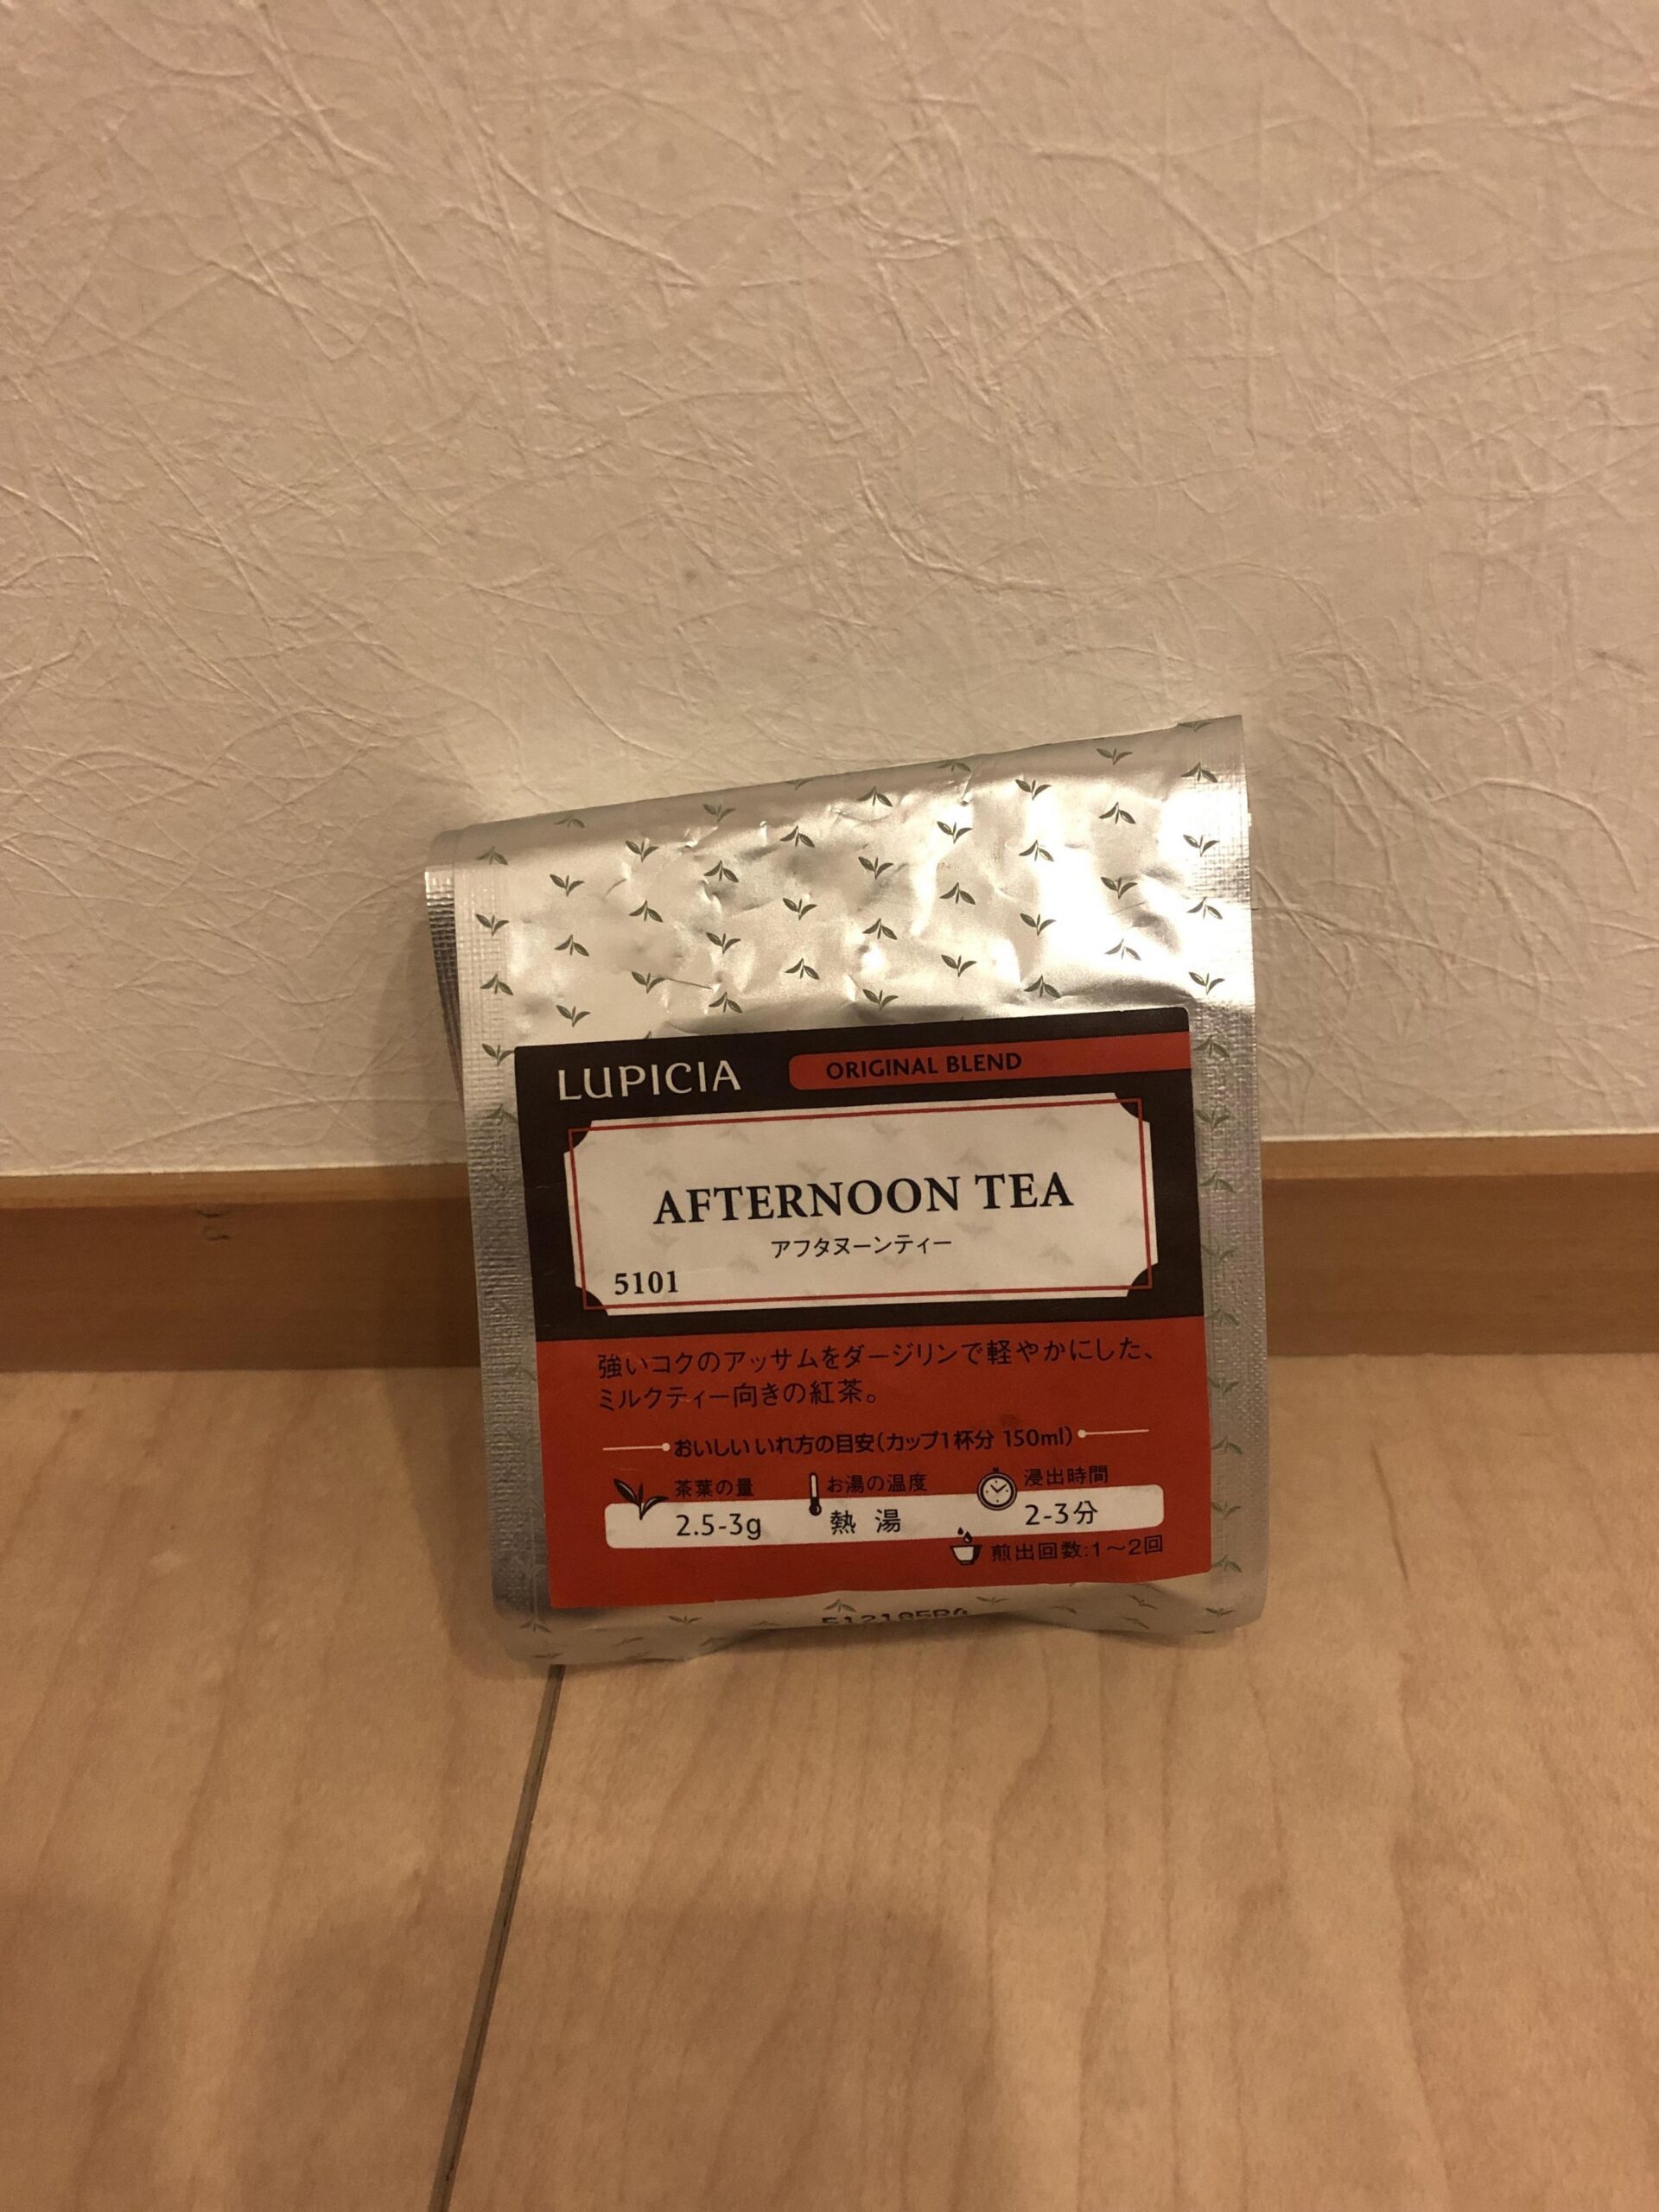 LUPICIA
ORIGINAL BLEND
AFTERNOON TEA
アフタヌーンティー
5101
強いコクのアッサムをダージリンで軽やかにした、
ミルクティー向きの紅茶。
おいしいいれ方の目安(カップ1杯分 150ml)
茶葉の量 お湯の温度 浸出時間
2.5-3g 熱湯 2-3分
煎出回数:1～2回